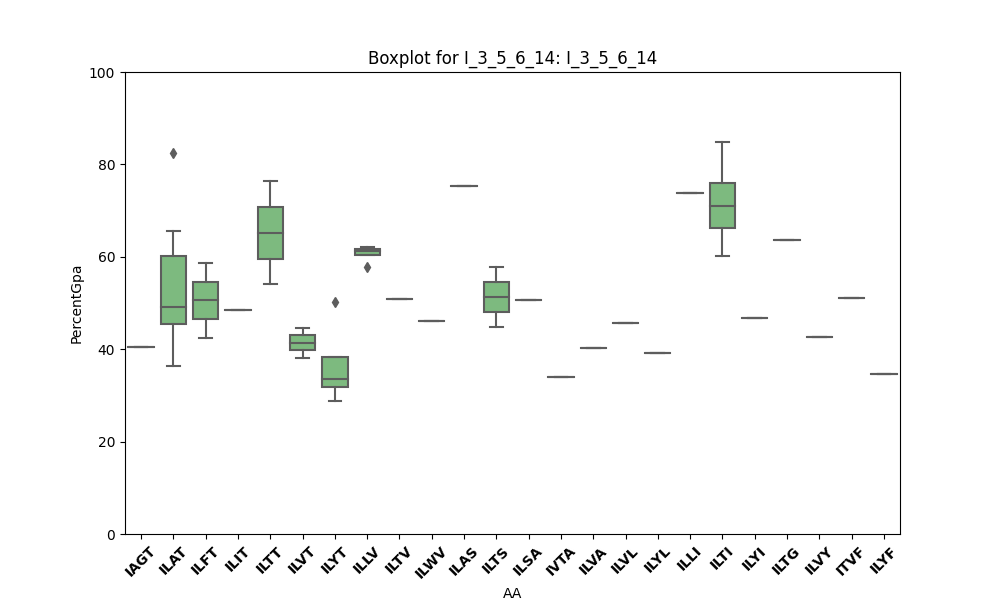 Boxplot for I_3_5_6_14: I_3_5_6_14
100
80
60
40
20
0
PercentGpa
IAGT ILAT ILFT ILIT ILTT ILVT ILYT ILLV ILTV ILWV ILAS ILTS ILSA IVTA ILVA ILVL ILYL ILLI ILTI ILYI ILTG ILVY ITVF ILYF
AA